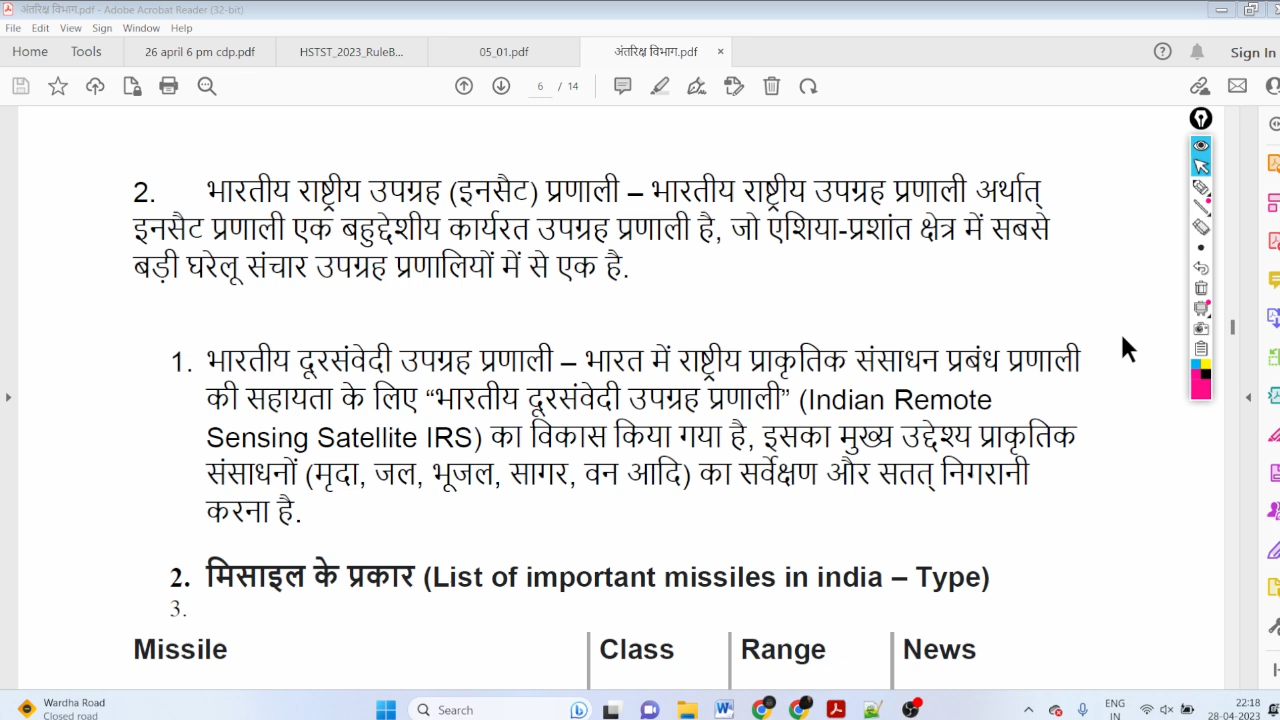 अंतरिक्ष विभाग.pdf - Adobe Acrobat Reader (32-bit)
File Edit View Sign Window Help
Home Tools 26 april 6 pm cdp.pdf HSTST_2023_RuleB... 05_01.pdf अंतरिक्ष विभाग.pdf × Sign In
6 / 14
2. भारतीय राष्ट्रीय उपग्रह (इनसैट) प्रणाली – भारतीय राष्ट्रीय उपग्रह प्रणाली अर्थात्
इनसैट प्रणाली एक बहुद्देशीय कार्यरत उपग्रह प्रणाली है, जो एशिया-प्रशांत क्षेत्र में सबसे
बड़ी घरेलू संचार उपग्रह प्रणालियों में से एक है.
1. भारतीय दूरसंवेदी उपग्रह प्रणाली – भारत में राष्ट्रीय प्राकृतिक संसाधन प्रबंध प्रणाली
की सहायता के लिए “भारतीय दूरसंवेदी उपग्रह प्रणाली” (Indian Remote
Sensing Satellite IRS) का विकास किया गया है, इसका मुख्य उद्देश्य प्राकृतिक
संसाधनों (मृदा, जल, भूजल, सागर, वन आदि) का सर्वेक्षण और सतत् निगरानी
करना है.
2. मिसाइल के प्रकार (List of important missiles in india – Type)
3.
Missile Class Range News
Wardha Road
Closed road
Search
ENG
IN
22:18
28-04-2023